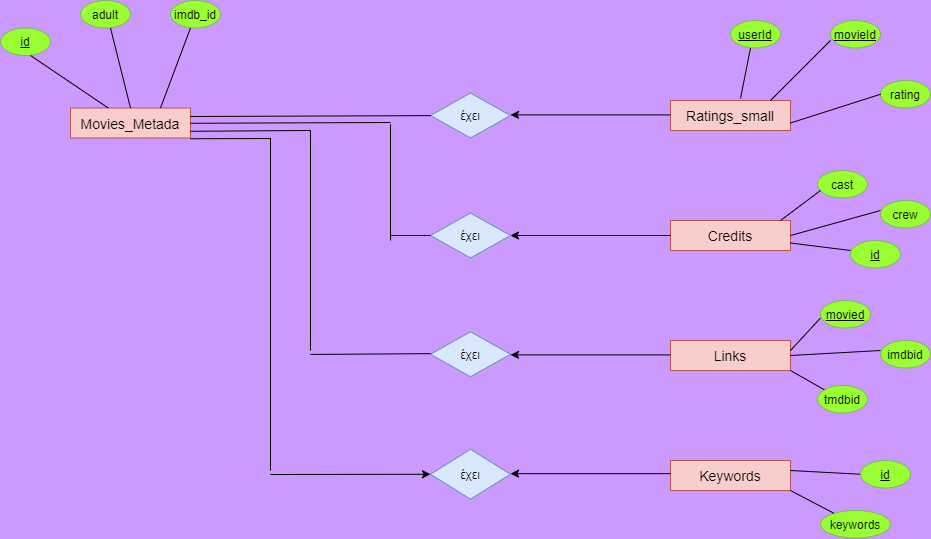 adult
imdb_id
id
Movies_Metada
userId
movieId
rating
έχει
Ratings_small
cast
crew
έχει
Credits
id
movied
imdbid
έχει
Links
tmdbid
έχει
Keywords
id
keywords